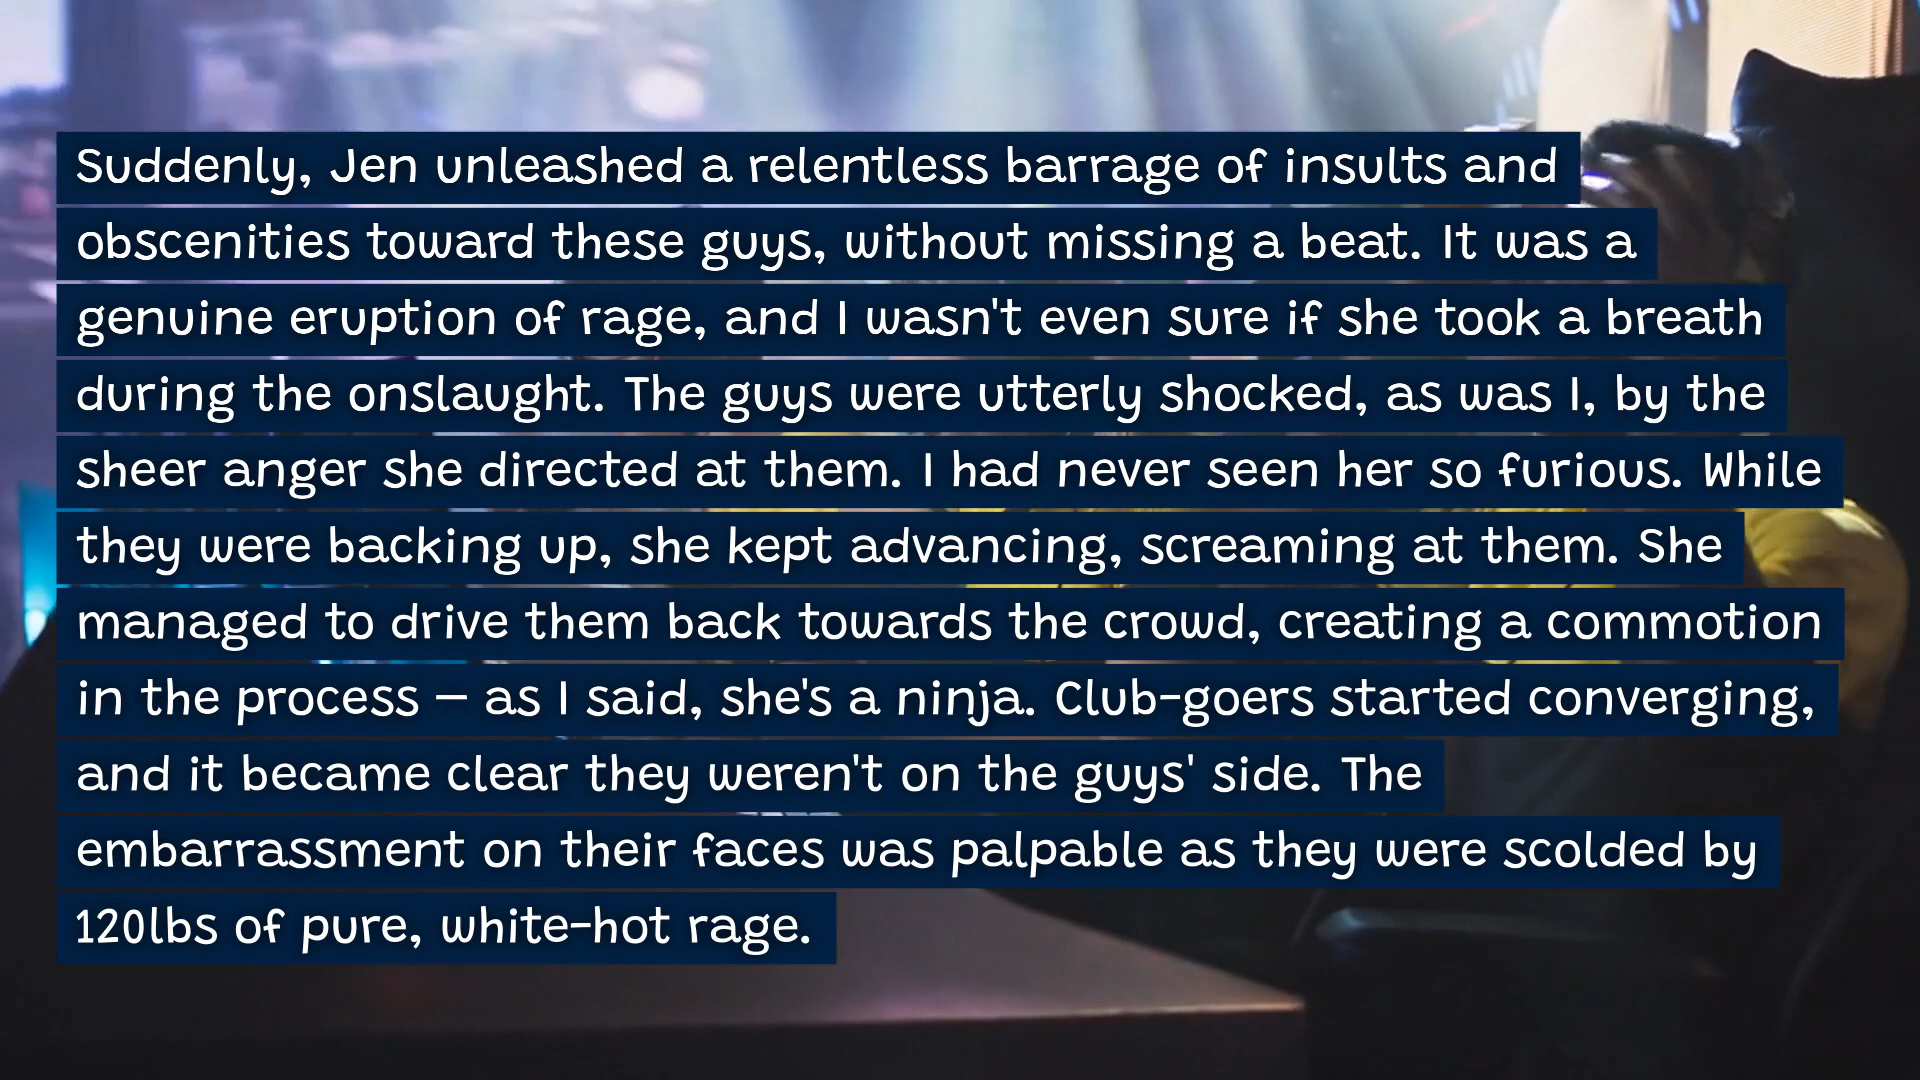 Suddenly, Jen unleashed a relentless barrage of insults and
obscenities toward these guys, without missing a beat. It was a
genuine eruption of rage, and I wasn't even sure if she took a breath
during the onslaught. The guys were utterly shocked, as was I, by the
sheer anger she directed at them. I had never seen her so furious. While
they were backing up, she kept advancing, screaming at them. She
managed to drive them back towards the crowd, creating a commotion
in the process – as I said, she's a ninja. Club-goers started converging,
and it became clear they weren't on the guys' side. The
embarrassment on their faces was palpable as they were scolded by
120lbs of pure, white-hot rage.